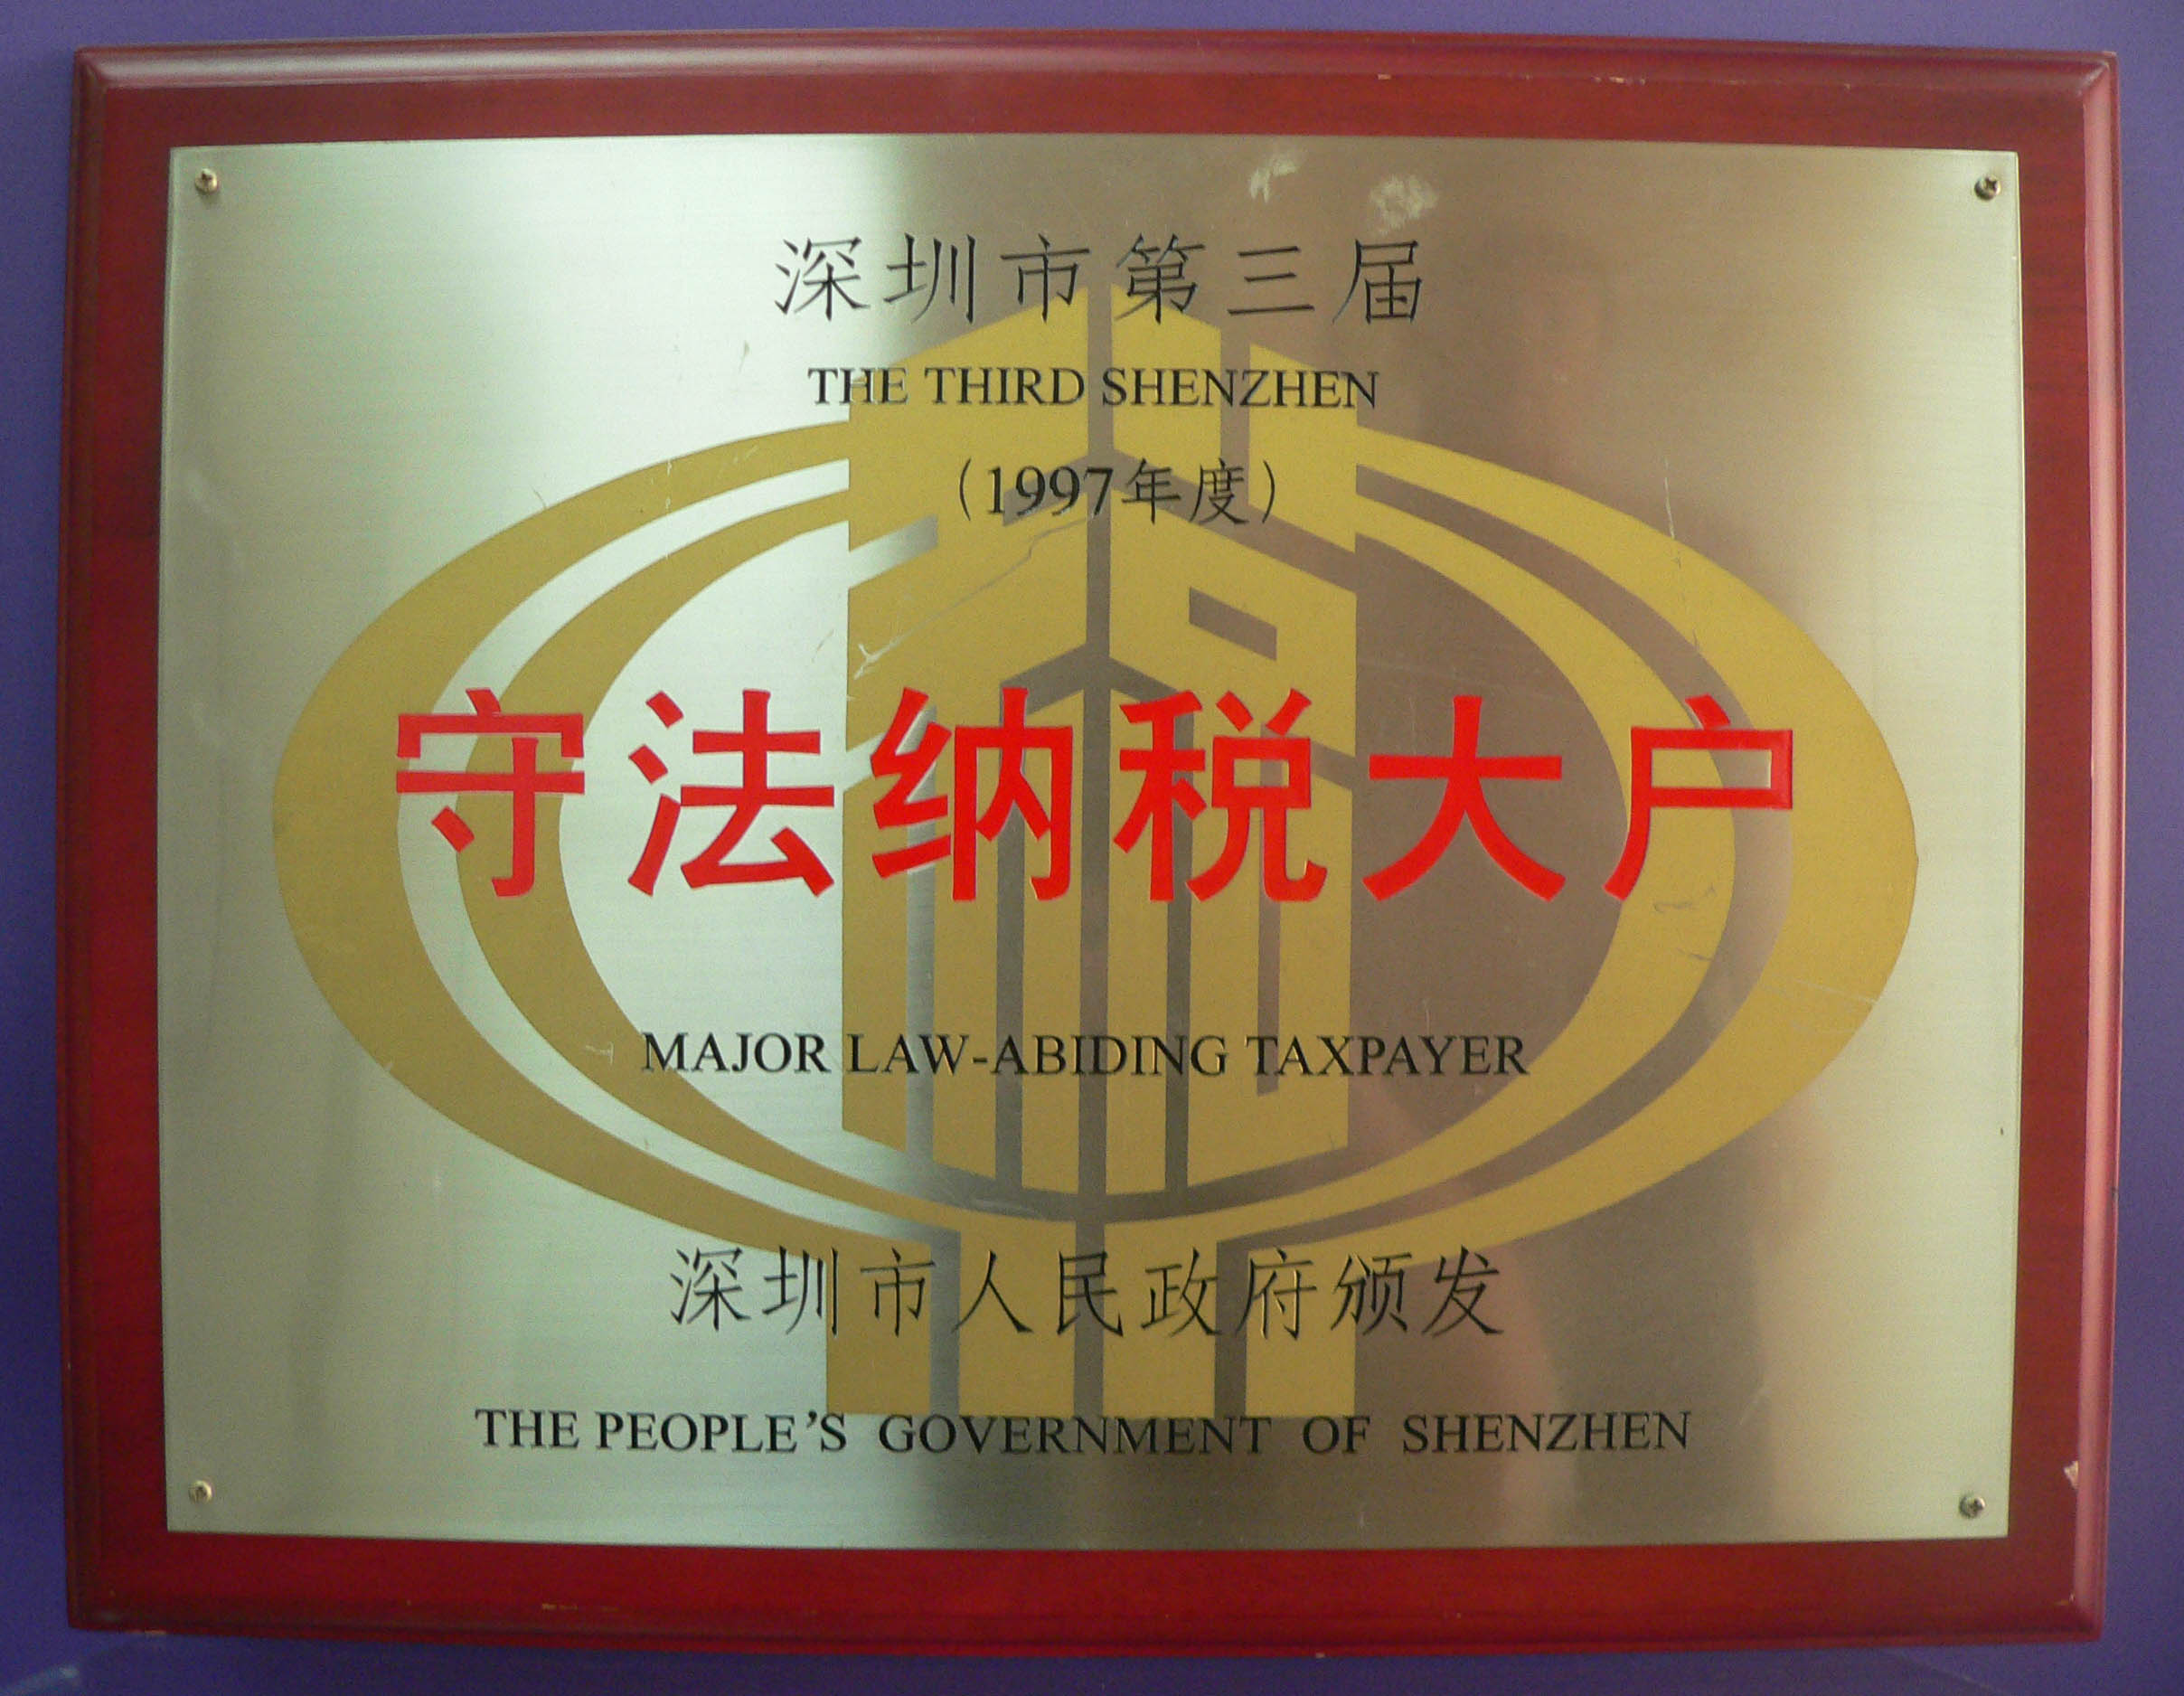 深圳市第三届
THE THIRD SHENZHEN
（1997年度）
守法纳税大户
MAJOR LAW-ABIDING TAXPAYER
深圳市人民政府颁发
THE PEOPLE'S GOVERNMENT OF SHENZHEN